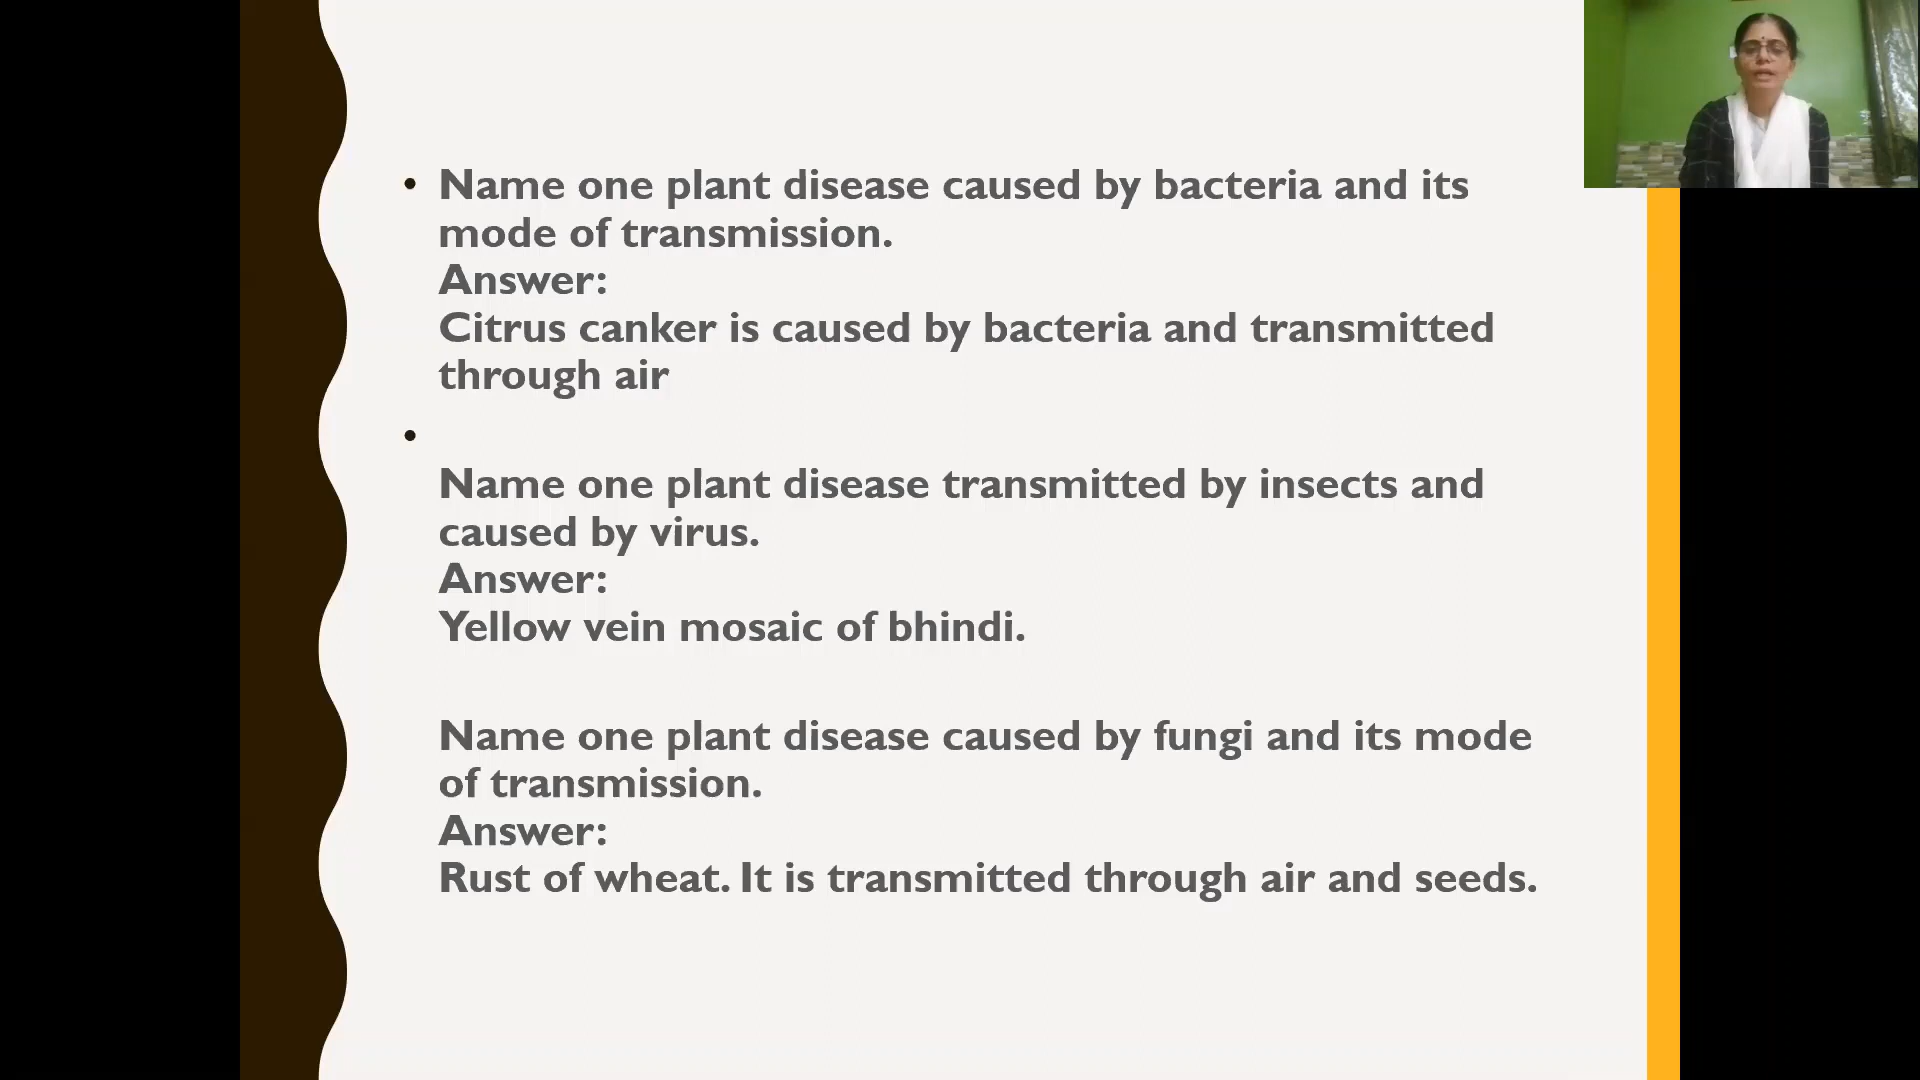 • Name one plant disease caused by bacteria and its
mode of transmission.
Answer:
Citrus canker is caused by bacteria and transmitted
through air
•
Name one plant disease transmitted by insects and
caused by virus.
Answer:
Yellow vein mosaic of bhindi.
Name one plant disease caused by fungi and its mode
of transmission.
Answer:
Rust of wheat. It is transmitted through air and seeds.